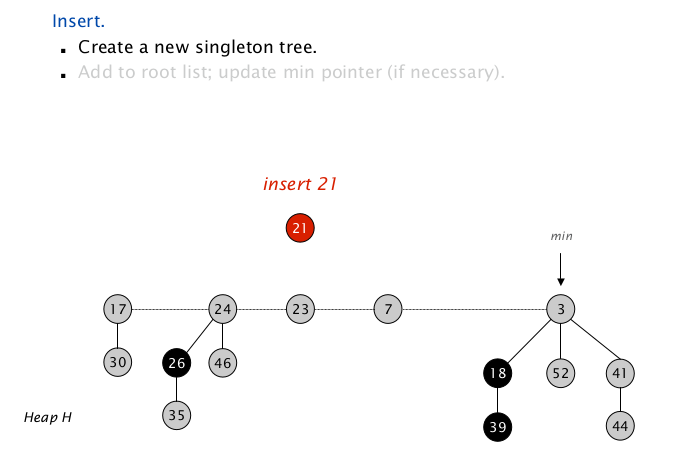 Insert.
▪ Create a new singleton tree.
▪ Add to root list; update min pointer (if necessary).
insert 21
21
min
17 24 23 7 3
30 26 46 18 52 41
35 39 44
Heap H